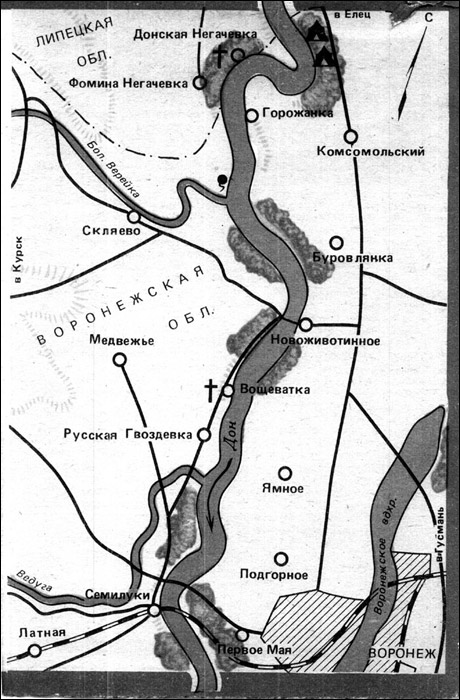 в Елец
С
ЛИПЕЦКАЯ
ОБЛ.
Донская Негачевка
Фомина Негачевка
Горожанка
Комсомольский
Бол. Верейка
Скляево
в Курск
Буровлянка
ВОРОНЕЖСКАЯ
ОБЛ.
Медвежье
Новоживотинное
Вощеватка
Русская Гвоздевка
Дон
Ямное
Воронежское вдхр.
в Гусмань
Ведуга
Подгорное
Семилуки
Латная
Первое Мая
ВОРОНЕЖ